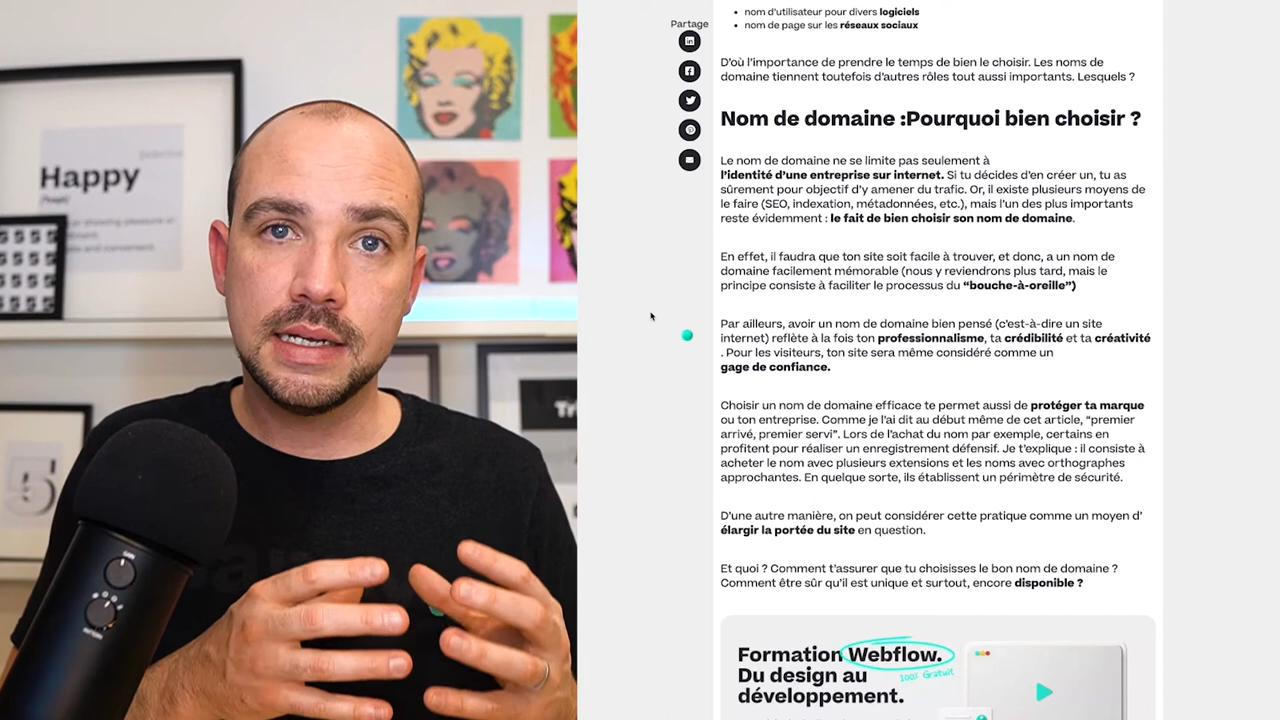 Happy
5 5 5 5
5 5 5 5
5 5 5 5
5
GAIN
PATTERN
Partage
nom d’utilisateur pour divers logiciels
nom de page sur les réseaux sociaux
D’où l’importance de prendre le temps de bien le choisir. Les noms de
domaine tiennent toutefois d’autres rôles tout aussi importants. Lesquels ?
Nom de domaine :Pourquoi bien choisir ?
Le nom de domaine ne se limite pas seulement à
l’identité d’une entreprise sur internet. Si tu décides d’en créer un, tu as
sûrement pour objectif d’y amener du trafic. Or, il existe plusieurs moyens de
le faire (SEO, indexation, métadonnées, etc.), mais l’un des plus importants
reste évidemment : le fait de bien choisir son nom de domaine.
En effet, il faudra que ton site soit facile à trouver, et donc, a un nom de
domaine facilement mémorable (nous y reviendrons plus tard, mais le
principe consiste à faciliter le processus du “bouche-à-oreille”)
Par ailleurs, avoir un nom de domaine bien pensé (c’est-à-dire un site
internet) reflète à la fois ton professionnalisme, ta crédibilité et ta créativité
. Pour les visiteurs, ton site sera même considéré comme un
gage de confiance.
Choisir un nom de domaine efficace te permet aussi de protéger ta marque
ou ton entreprise. Comme je l’ai dit au début même de cet article, “premier
arrivé, premier servi”. Lors de l’achat du nom par exemple, certains en
profitent pour réaliser un enregistrement défensif. Je t’explique : il consiste à
acheter le nom avec plusieurs extensions et les noms avec orthographes
approchantes. En quelque sorte, ils établissent un périmètre de sécurité.
D’une autre manière, on peut considérer cette pratique comme un moyen d’
élargir la portée du site en question.
Et quoi ? Comment t’assurer que tu choisisses le bon nom de domaine ?
Comment être sûr qu’il est unique et surtout, encore disponible ?
Formation Webflow.
100% Gratuit
Du design au
développement.